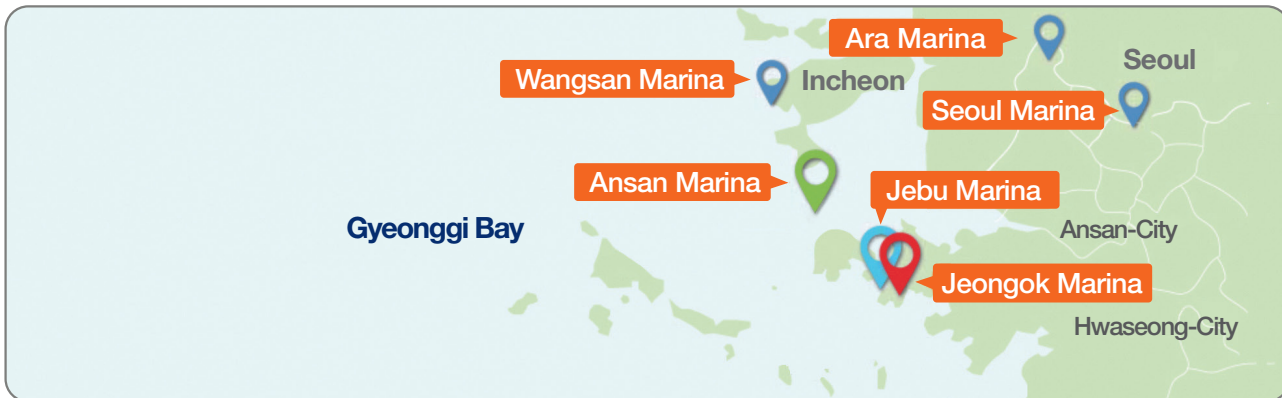 Ara Marina
Seoul
Wangsan Marina
Incheon
Seoul Marina
Ansan Marina
Jebu Marina
Gyeonggi Bay
Ansan-City
Jeongok Marina
Hwaseong-City